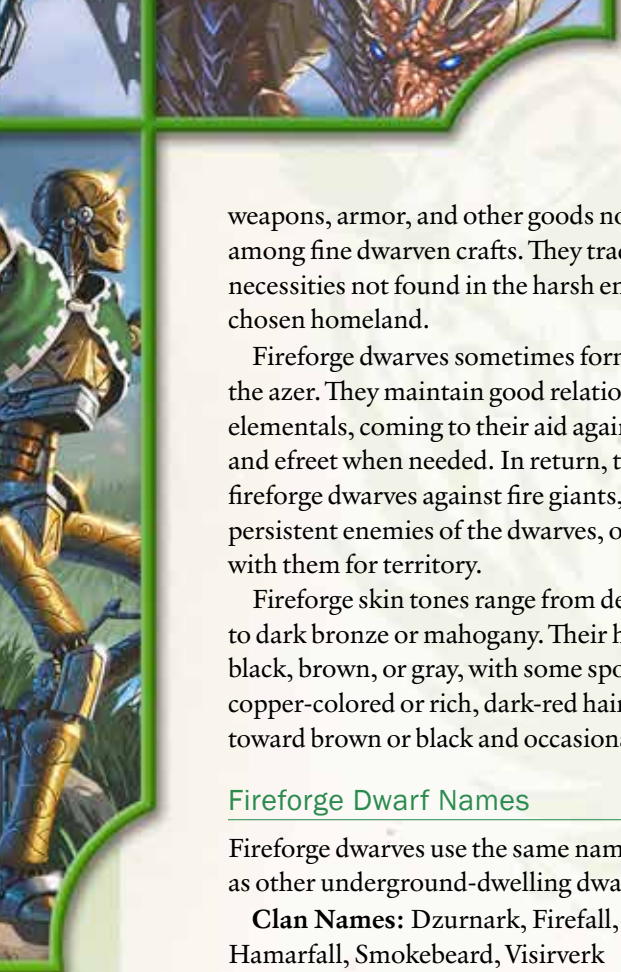 weapons, armor, and other goods no
among fine dwarven crafts. They trad
necessities not found in the harsh en
chosen homeland.
Fireforge dwarves sometimes form
the azer. They maintain good relatio
elementals, coming to their aid again
and efreet when needed. In return, t
fireforge dwarves against fire giants,
persistent enemies of the dwarves, o
with them for territory.
Fireforge skin tones range from de
to dark bronze or mahogany. Their h
black, brown, or gray, with some spo
copper-colored or rich, dark-red hair
toward brown or black and occasiona
Fireforge Dwarf Names
Fireforge dwarves use the same nam
as other underground-dwelling dwa
Clan Names: Dzurnark, Firefall,
Hamarfall, Smokebeard, Visirverk